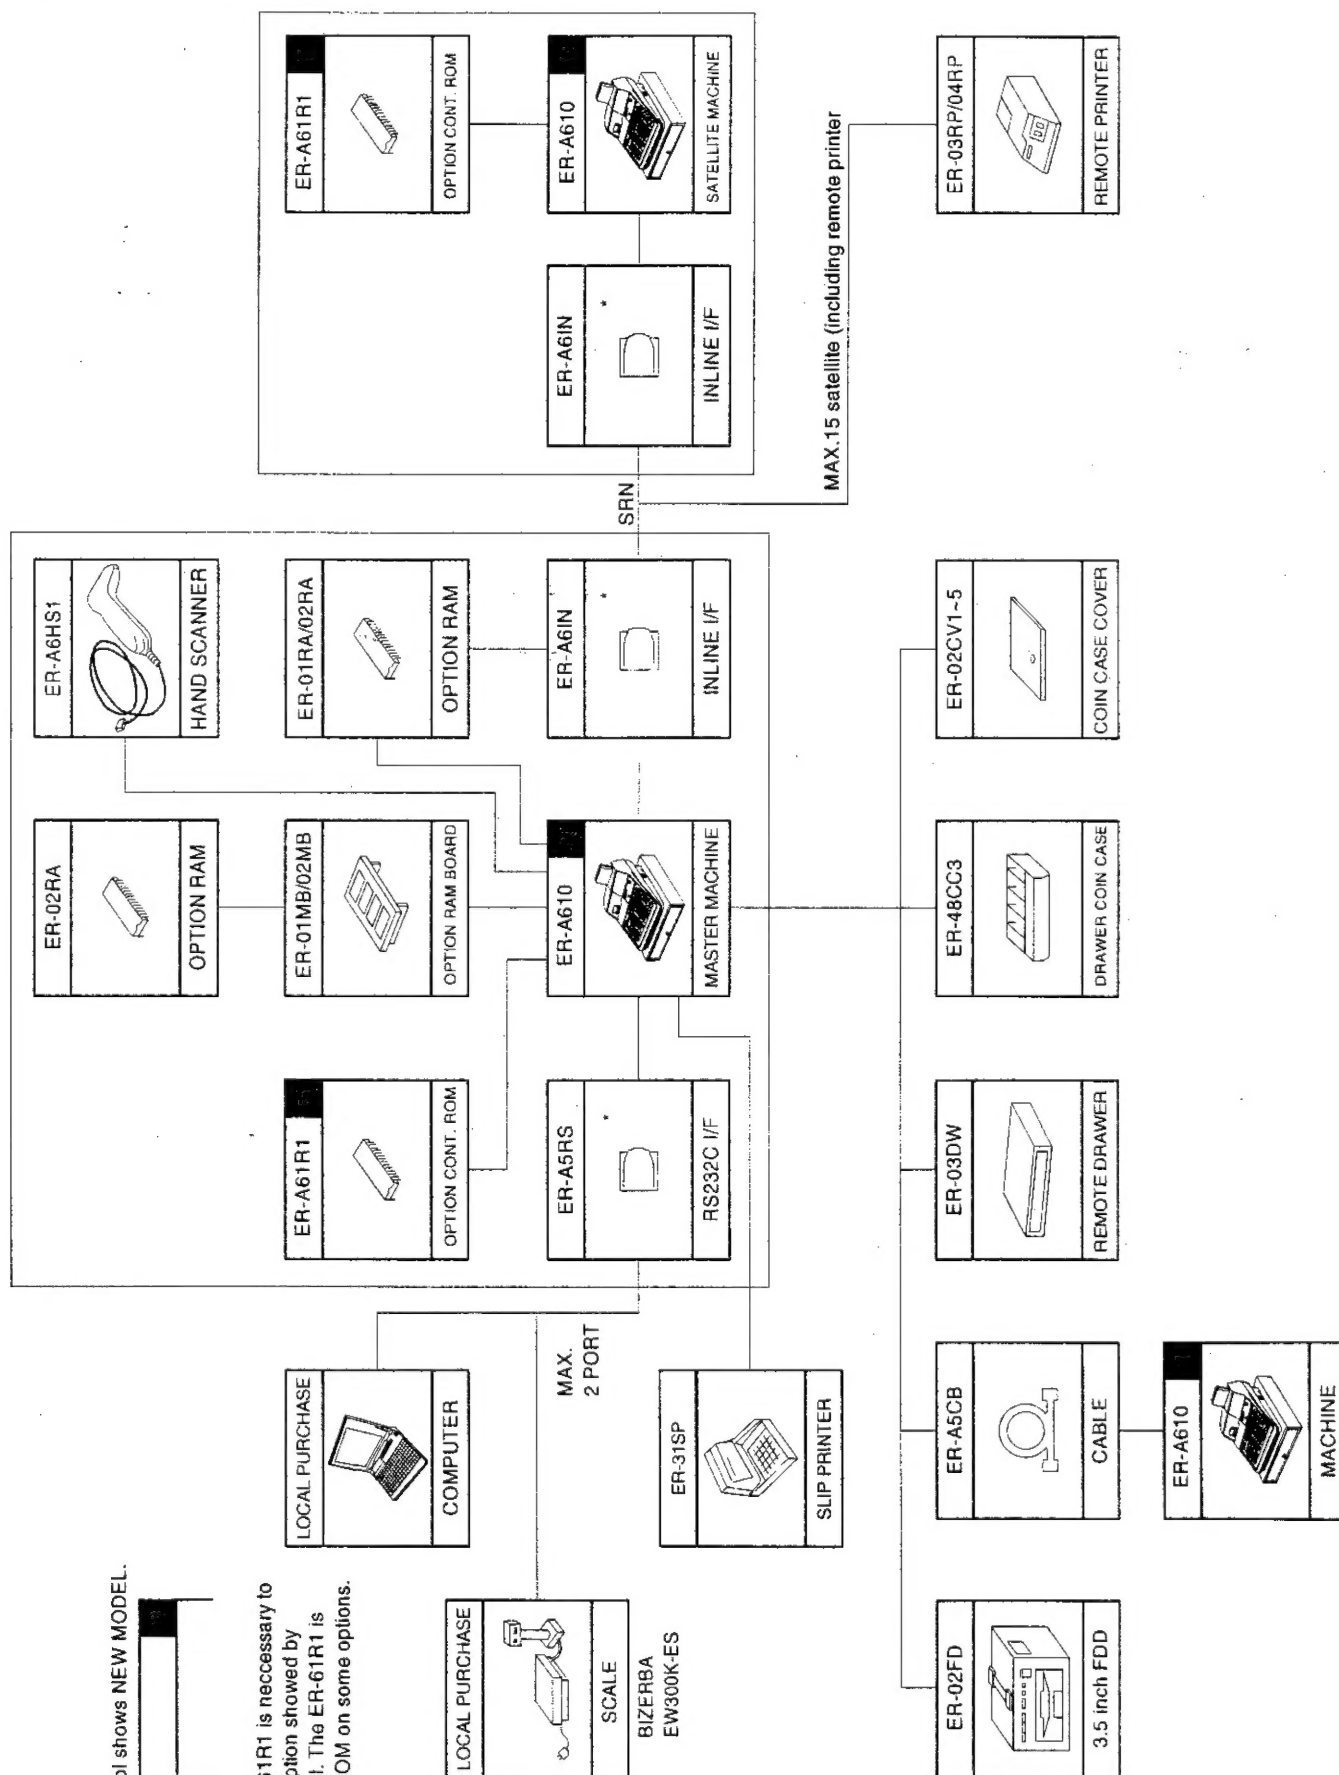 ol shows NEW MODEL.
61R1 is neccessary to
ption showed by
l. The ER-61R1 is
OM on some options.
LOCAL PURCHASE
SCALE
BIZERBA
EW300K-ES
LOCAL PURCHASE
COMPUTER
MAX.
2 PORT
ER-31SP
SLIP PRINTER
ER-A61R1
OPTION CONT. ROM
ER-A5RS
*
RS232C I/F
ER-02RA
OPTION RAM
ER-01MB/02MB
OPTION RAM BOARD
ER-A610
MASTER MACHINE
ER-A6HS1
HAND SCANNER
ER-01RA/02RA
OPTION RAM
ER-A6IN
*
INLINE I/F
SRN
ER-A61R1
OPTION CONT. ROM
ER-A6IN
*
INLINE I/F
ER-A610
SATELLITE MACHINE
MAX.15 satellite (including remote printer
ER-03RP/04RP
REMOTE PRINTER
ER-02FD
3.5 inch FDD
ER-A5CB
CABLE
ER-A610
MACHINE
ER-03DW
REMOTE DRAWER
ER-48CC3
DRAWER COIN CASE
ER-02CV1~5
COIN CASE COVER